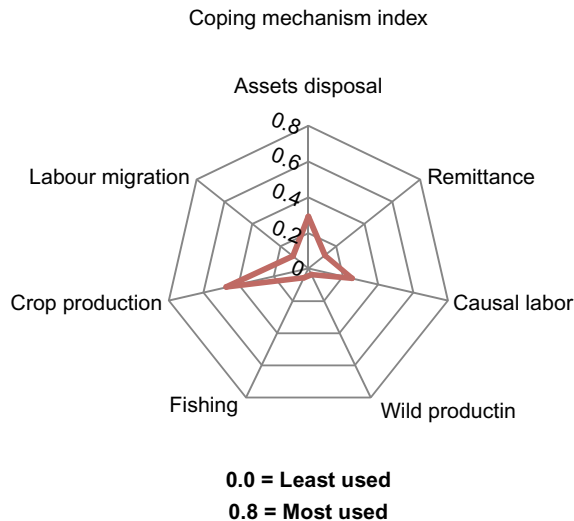 Coping mechanism index
Assets disposal
0.8
0.6
0.4
0.2
0
Labour migration
Remittance
Crop production
Causal labor
Fishing
Wild productin
0.0 = Least used
0.8 = Most used